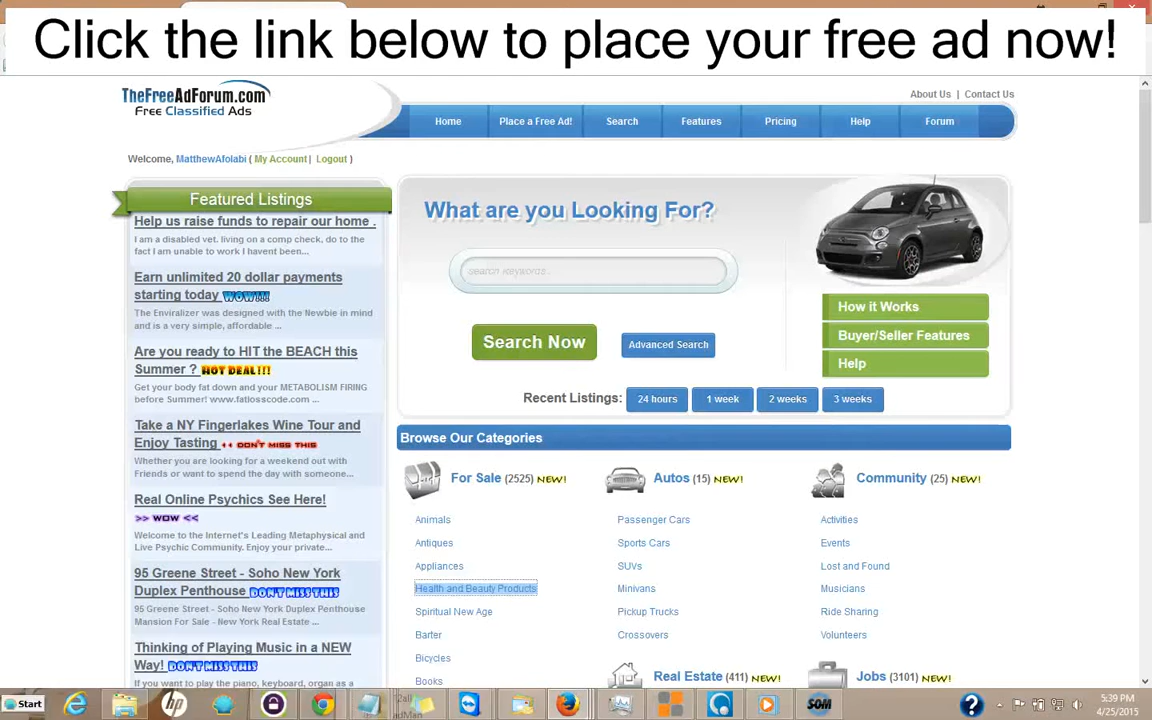 Click the link below to place your free ad now!
TheFreeAdForum.com
Free Classified Ads
About Us | Contact Us
Home
Place a Free Ad!
Search
Features
Pricing
Help
Forum
Welcome, MatthewAfolabi ( My Account | Logout )
Featured Listings
Help us raise funds to repair our home .
I am a disabled vet. living on a comp check, do to the
fact I am unable to work I havent been...
Earn unlimited 20 dollar payments
starting today WOW!!!
The Enviralizer was designed with the Newbie in mind
and is a very simple, affordable ...
Are you ready to HIT the BEACH this
Summer ? HOT DEAL!!!
Get your body fat down and your METABOLISM FIRING
before Summer! www.fatlosscode.com ...
Take a NY Fingerlakes Wine Tour and
Enjoy Tasting DON'T MISS THIS
Whether you are looking for a weekend out with
Friends or want to spend the day with someone...
Real Online Psychics See Here!
>> WOW <<
Welcome to the Internet's Leading Metaphysical and
Live Psychic Community. Enjoy your private...
95 Greene Street - Soho New York
Duplex Penthouse DON'T MISS THIS
95 Greene Street - Soho New York Duplex Penthouse
Mansion For Sale - New York Real Estate ...
Thinking of Playing Music in a NEW
Way! DON'T MISS THIS
If you want to play the piano, keyboard, organ as a
What are you Looking For?
search keywords..
Search Now
Advanced Search
How it Works
Buyer/Seller Features
Help
Recent Listings:
24 hours
1 week
2 weeks
3 weeks
Browse Our Categories
For Sale (2525) NEW!
Animals
Antiques
Appliances
Health and Beauty Products
Spiritual New Age
Barter
Bicycles
Books
Autos (15) NEW!
Passenger Cars
Sports Cars
SUVs
Minivans
Pickup Trucks
Crossovers
Real Estate (411) NEW!
Community (25) NEW!
Activities
Events
Lost and Found
Musicians
Ride Sharing
Volunteers
Jobs (3101) NEW!
Start
hp
SOM
5:39 PM
4/25/2015